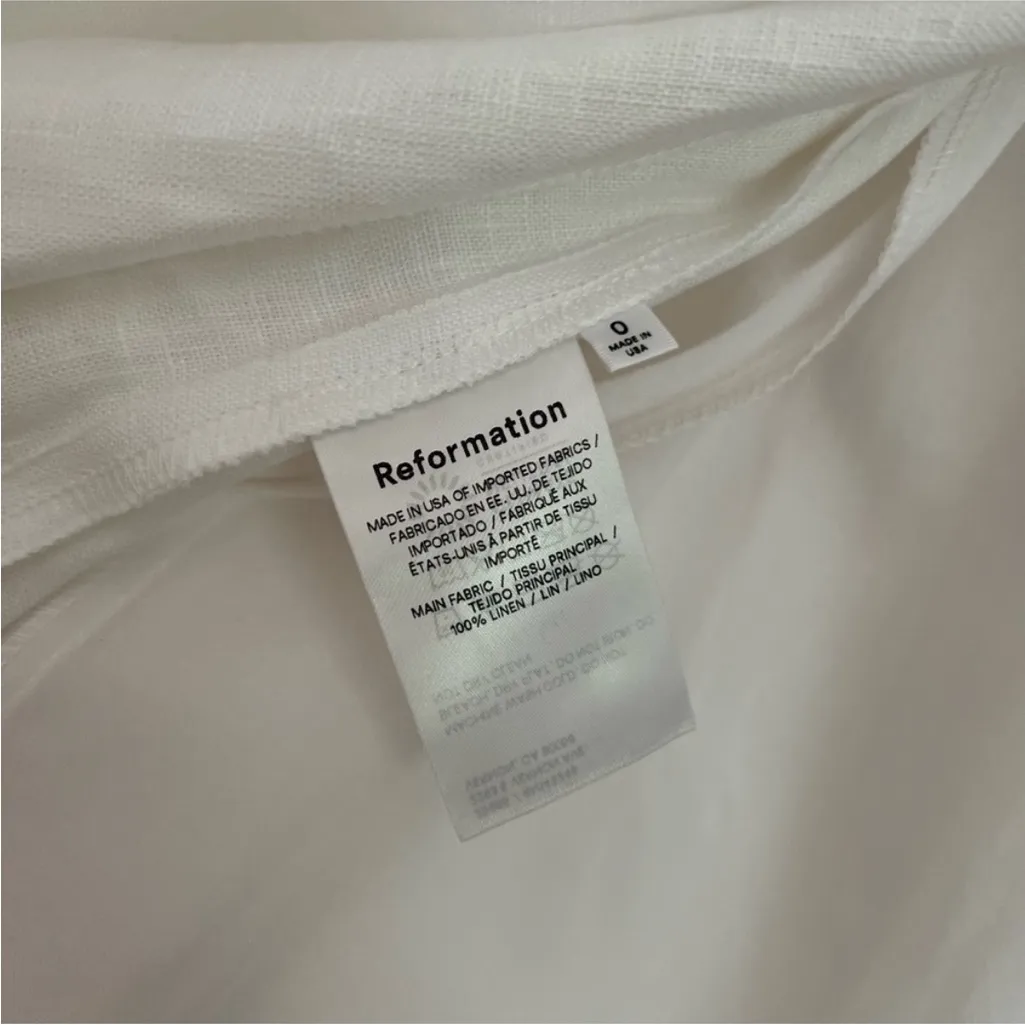 0
MADE IN
USA
Reformation
MADE IN USA OF IMPORTED FABRICS /
FABRICADO EN EE. UU. DE TEJIDO
IMPORTADO / FABRIQUÉ AUX
ÉTATS-UNIS À PARTIR DE TISSU
IMPORTÉ
MAIN FABRIC / TISSU PRINCIPAL /
TEJIDO PRINCIPAL
100% LINEN / LIN / LINO